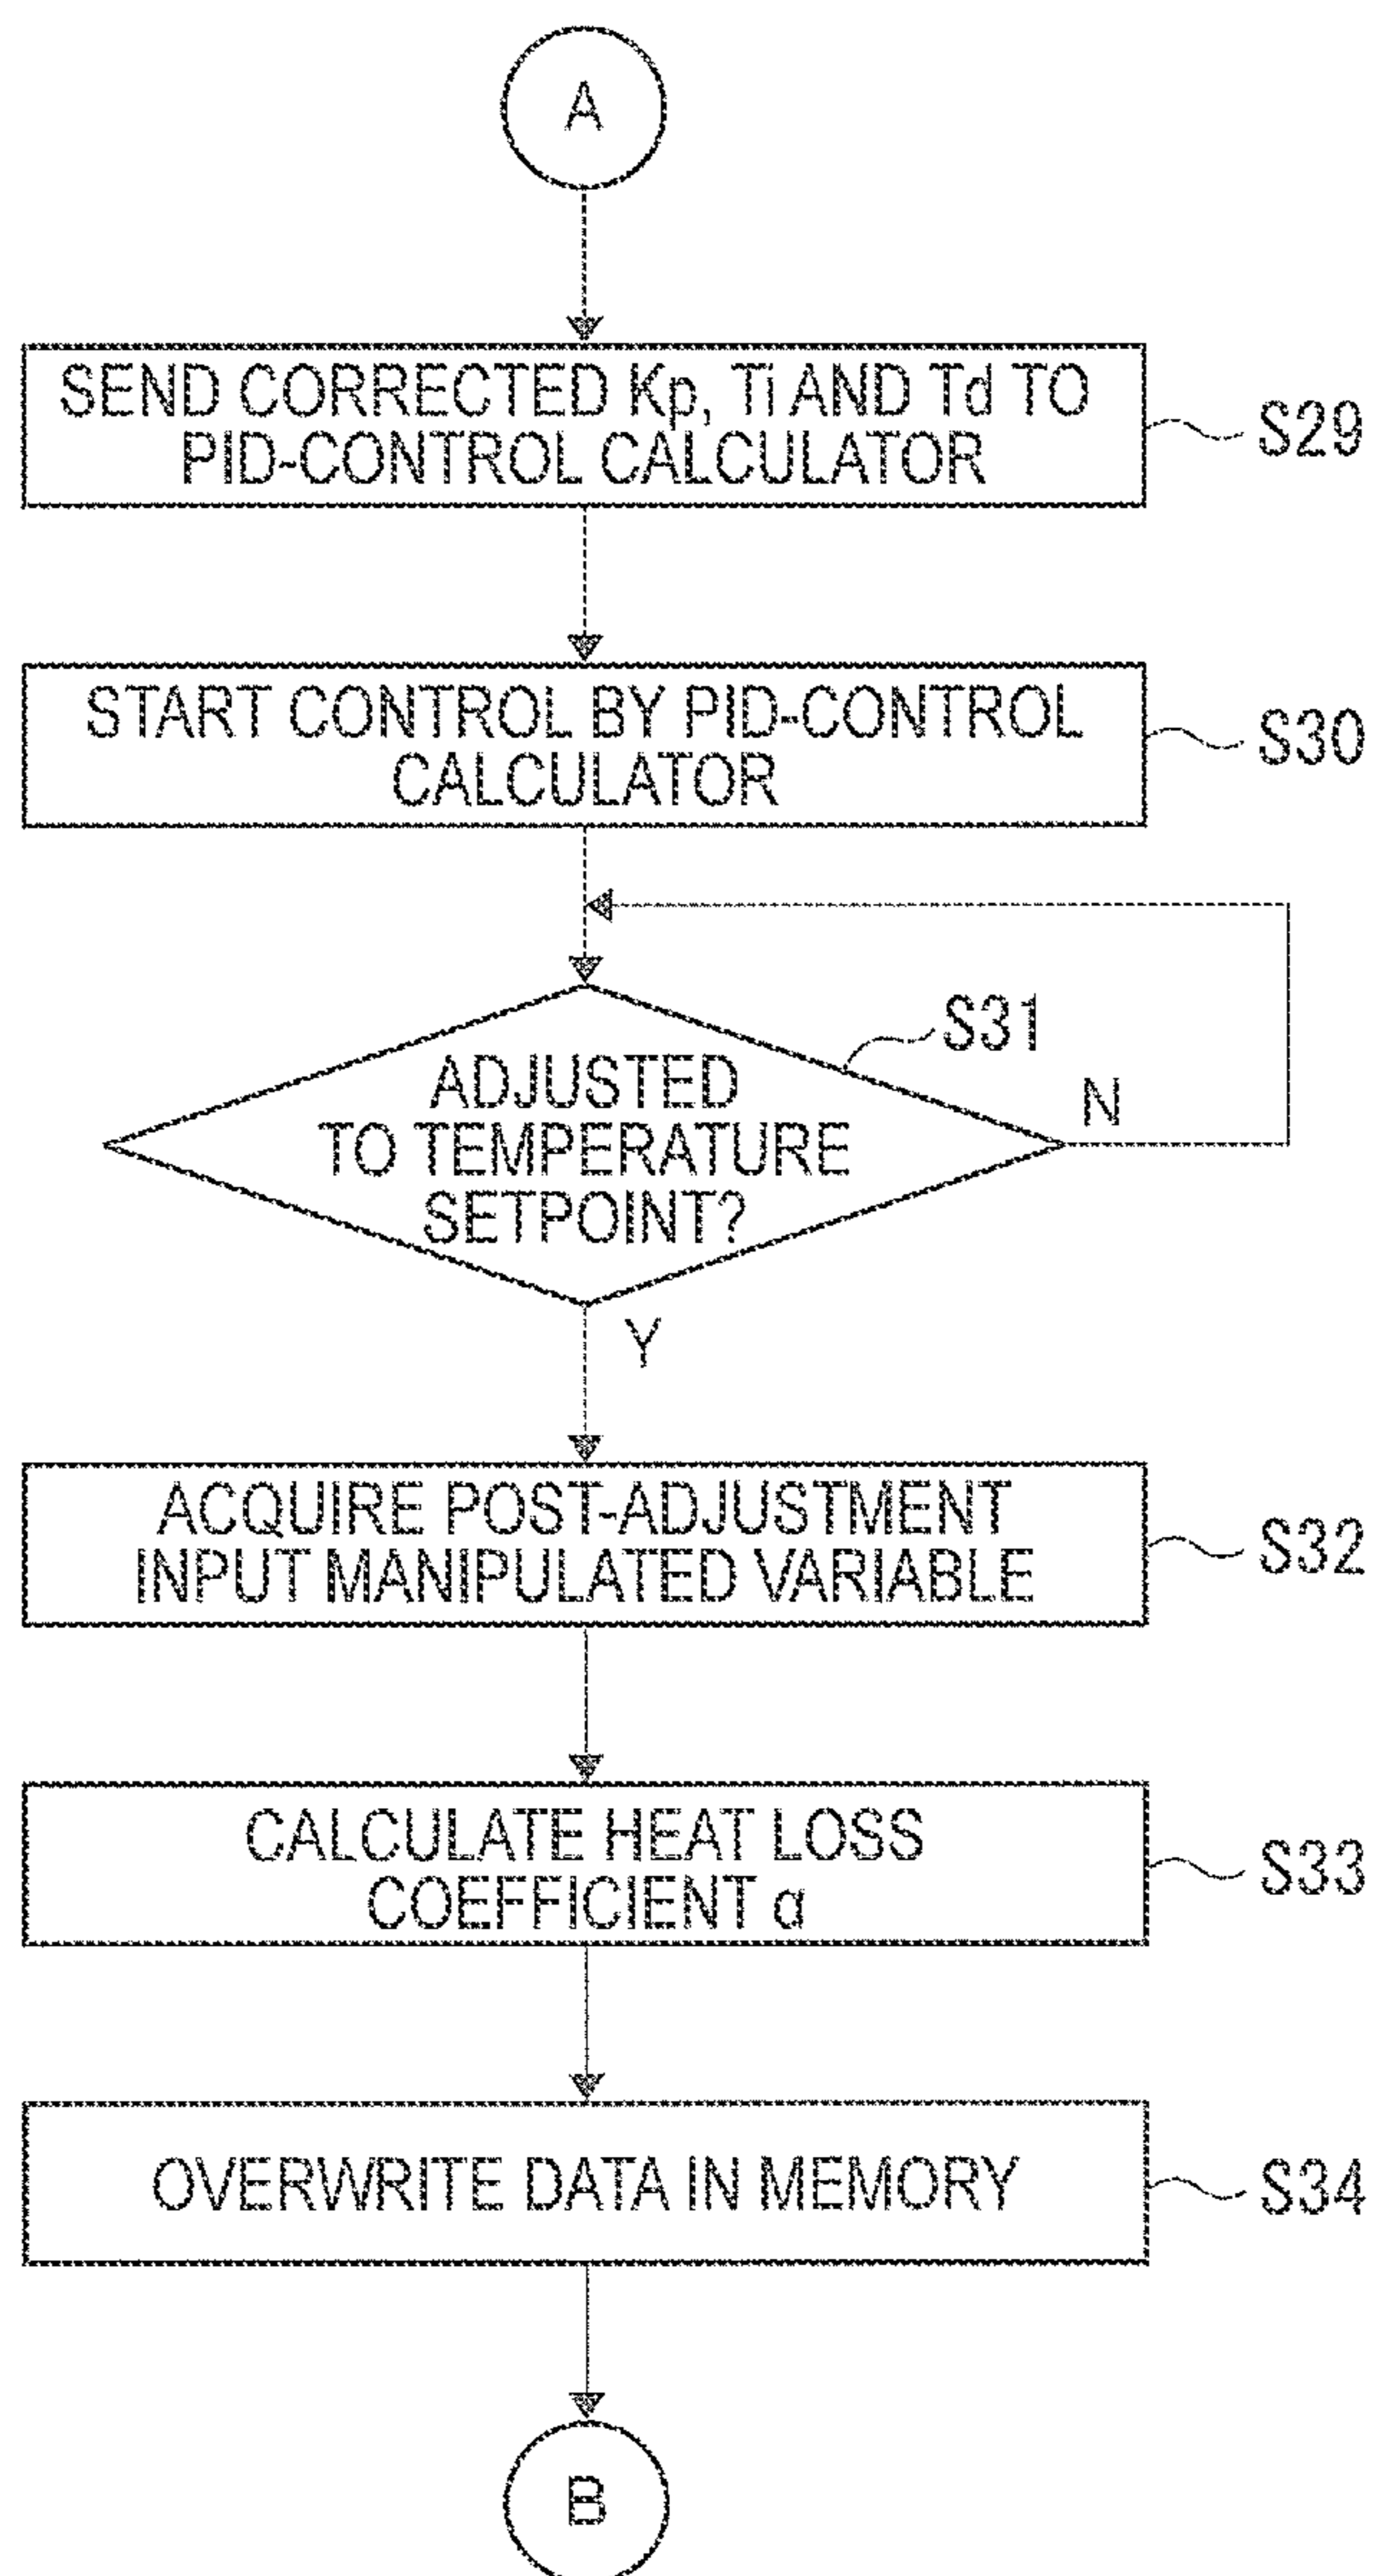 A
SEND CORRECTED Kp, Ti AND Td TO
PID-CONTROL CALCULATOR
S29
START CONTROL BY PID-CONTROL
CALCULATOR
S30
S31
ADJUSTED
TO TEMPERATURE
SETPOINT?
N
Y
ACQUIRE POST-ADJUSTMENT
INPUT MANIPULATED VARIABLE
S32
CALCULATE HEAT LOSS
COEFFICIENT α
S33
OVERWRITE DATA IN MEMORY
S34
B